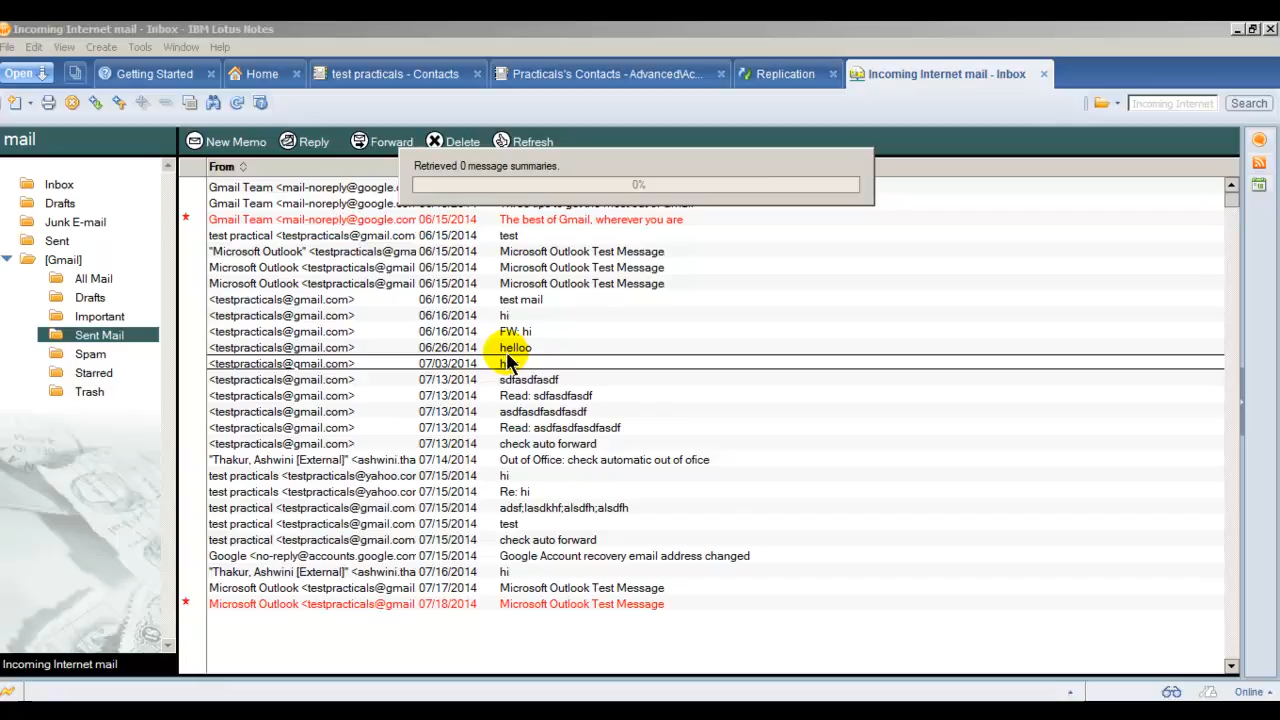 Incoming Internet mail - Inbox - IBM Lotus Notes
File Edit View Create Tools Window Help
Open Getting Started Home test practicals - Contacts Practicals's Contacts - Advanced\Ac... Replication Incoming Internet mail - Inbox
Incoming Internet Search
mail New Memo Reply Forward Delete Refresh
From
Retrieved 0 message summaries.
0%
Inbox
Drafts
Junk E-mail
Sent
[Gmail]
All Mail
Drafts
Important
Sent Mail
Spam
Starred
Trash
Incoming Internet mail
Gmail Team <mail-noreply@google.c
Gmail Team <mail-noreply@google.
Gmail Team <mail-noreply@google.com 06/15/2014 The best of Gmail, wherever you are
test practical <testpracticals@gmail.com 06/15/2014 test
"Microsoft Outlook" <testpracticals@gma 06/15/2014 Microsoft Outlook Test Message
Microsoft Outlook <testpracticals@gmail 06/15/2014 Microsoft Outlook Test Message
Microsoft Outlook <testpracticals@gmail 06/15/2014 Microsoft Outlook Test Message
<testpracticals@gmail.com> 06/16/2014 test mail
<testpracticals@gmail.com> 06/16/2014 hi
<testpracticals@gmail.com> 06/16/2014 FW: hi
<testpracticals@gmail.com> 06/26/2014 helloo
<testpracticals@gmail.com> 07/03/2014
<testpracticals@gmail.com> 07/13/2014 sdfasdfasdf
<testpracticals@gmail.com> 07/13/2014 Read: sdfasdfasdf
<testpracticals@gmail.com> 07/13/2014 asdfasdfasdfasdf
<testpracticals@gmail.com> 07/13/2014 Read: asdfasdfasdfasdf
<testpracticals@gmail.com> 07/13/2014 check auto forward
"Thakur, Ashwini [External]" <ashwini.tha 07/14/2014 Out of Office: check automatic out of ofice
test practicals <testpracticals@yahoo.cor 07/15/2014 hi
test practicals <testpracticals@yahoo.cor 07/15/2014 Re: hi
test practical <testpracticals@gmail.com 07/15/2014 adsf;lasdkhf;alsdfh;alsdfh
test practical <testpracticals@gmail.com 07/15/2014 test
test practical <testpracticals@gmail.com 07/15/2014 check auto forward
Google <no-reply@accounts.google.com 07/15/2014 Google Account recovery email address changed
"Thakur, Ashwini [External]" <ashwini.tha 07/16/2014 hi
Microsoft Outlook <testpracticals@gmail 07/17/2014 Microsoft Outlook Test Message
Microsoft Outlook <testpracticals@gmail 07/18/2014 Microsoft Outlook Test Message
Online